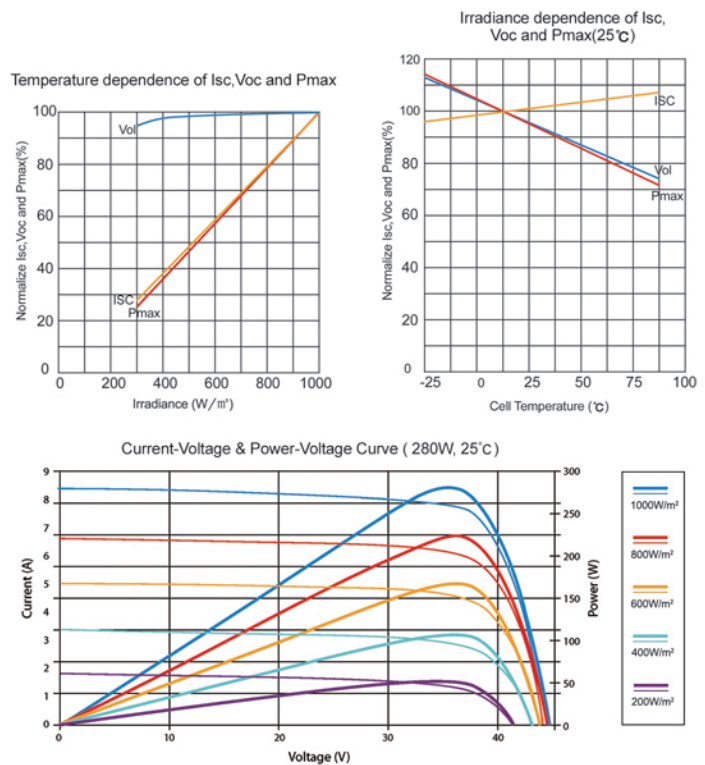 Temperature dependence of Isc,Voc and Pmax
Normalize Isc,Voc and Pmax(%)
100
80
60
40
20
0
Vol
ISC
Pmax
0 200 400 600 800 1000
Irradiance (W/㎡)
Irradiance dependence of Isc,
Voc and Pmax(25℃)
Normalize Isc,Voc and Pmax(%)
120
100
80
60
40
20
0
ISC
Vol
Pmax
-25 0 25 50 75 100
Cell Temperature (℃)
Current-Voltage & Power-Voltage Curve ( 280W, 25℃)
Current (A)
9
8
7
6
5
4
3
2
1
0
0 10 20 30 40
Voltage (V)
300
250
200
150
100
50
0
Power (W)
1000W/m²
800W/m²
600W/m²
400W/m²
200W/m²